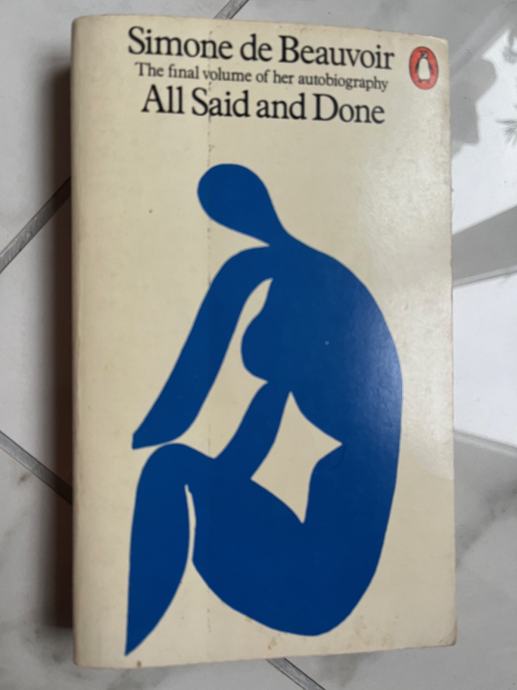 Simone de Beauvoir
The final volume of her autobiography
All Said and Done